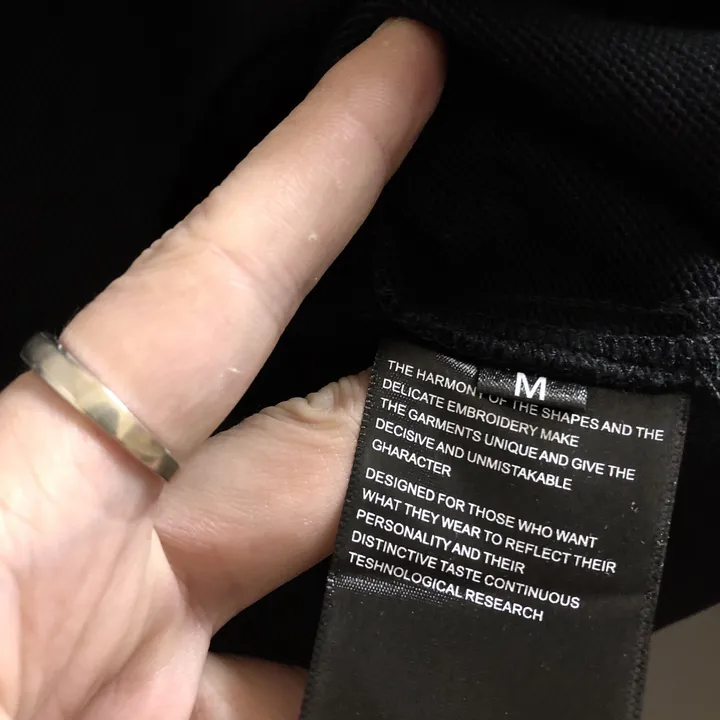 M
THE HARMONY OF THE SHAPES AND THE
DELICATE EMBROIDERY MAKE
THE GARMENTS UNIQUE AND GIVE THE
DECISIVE AND UNMISTAKABLE
GHARACTER
DESIGNED FOR THOSE WHO WANT
WHAT THEY WEAR TO REFLECT THEIR
PERSONALITY AND THEIR
DISTINCTIVE TASTE CONTINUOUS
TECHNOLOGICAL RESEARCH